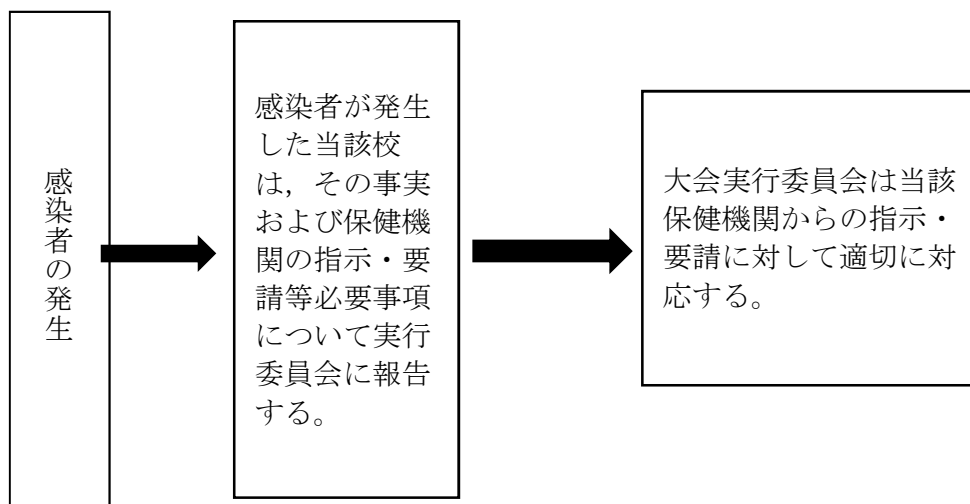 感染者の発生
感染者が発生
した当該校
は，その事実
および保健機
関の指示・要
請等必要事項
について実行
委員会に報告
する。
大会実行委員会は当該
保健機関からの指示・
要請に対して適切に対
応する。